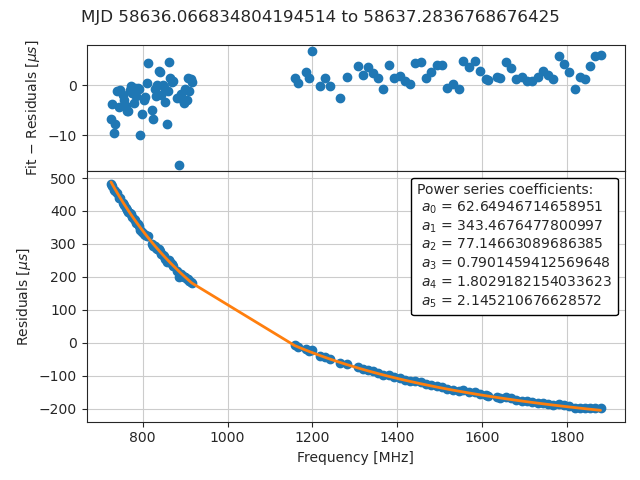 MJD 58636.066834804194514 to 58637.2836768676425
Fit − Residuals [μs]
0
−10
Residuals [μs]
500
400
300
200
100
0
−100
−200
Power series coefficients:
a0 = 62.64946714658951
a1 = 343.4676477800997
a2 = 77.14663089686385
a3 = 0.7901459412569648
a4 = 1.8029182154033623
a5 = 2.145210676628572
800 1000 1200 1400 1600 1800
Frequency [MHz]